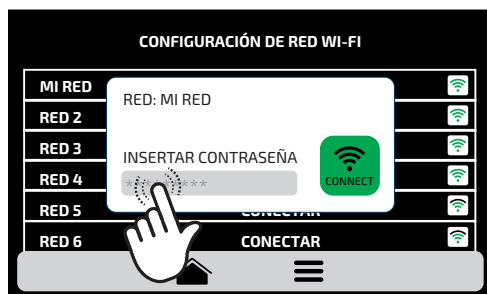 CONFIGURACIÓN DE RED WI-FI
MI RED
RED: MI RED
RED 2
RED 3
INSERTAR CONTRASEÑA
RED 4
CONNECT
RED 5
CONECTAR
RED 6
CONECTAR